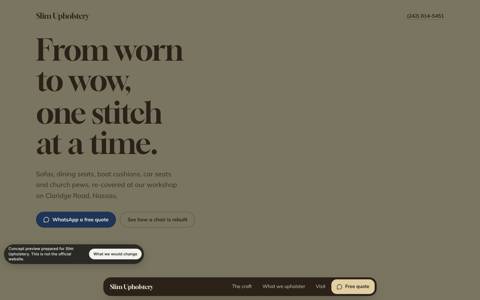 Slim Upholstery
(242) 814-5451
From worn
to wow,
one stitch
at a time.
Sofas, dining seats, boat cushions, car seats
and church pews, re-covered at our workshop
on Claridge Road, Nassau.
WhatsApp a free quote
See how a chair is rebuilt
Concept preview prepared for Slim
Upholstery. This is not the official
website.
What we would change
Slim Upholstery
The craft
What we upholster
Visit
Free quote